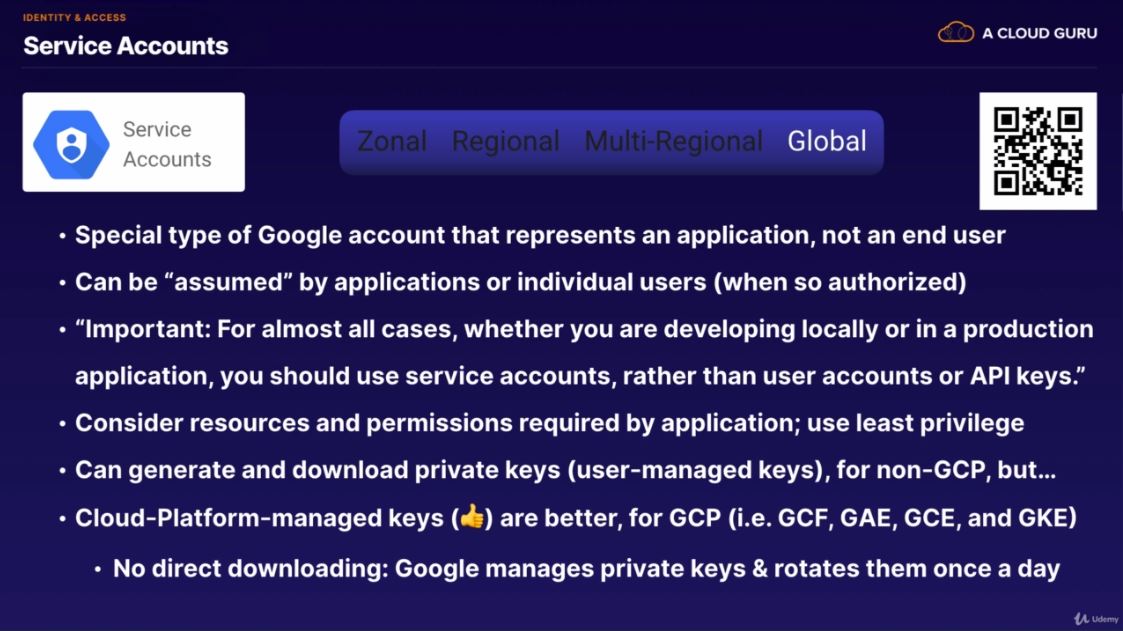 IDENTITY & ACCESS
Service Accounts
A CLOUD GURU
Service
Accounts
Zonal Regional Multi-Regional Global
• Special type of Google account that represents an application, not an end user
• Can be “assumed” by applications or individual users (when so authorized)
• “Important: For almost all cases, whether you are developing locally or in a production
application, you should use service accounts, rather than user accounts or API keys.”
• Consider resources and permissions required by application; use least privilege
• Can generate and download private keys (user-managed keys), for non-GCP, but...
• Cloud-Platform-managed keys (👍) are better, for GCP (i.e. GCF, GAE, GCE, and GKE)
• No direct downloading: Google manages private keys & rotates them once a day
Udemy